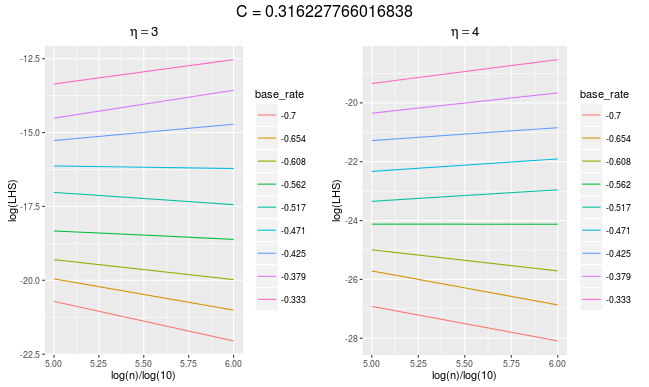 C = 0.316227766016838
η = 3
log(LHS)
-12.5
-15.0
-17.5
-20.0
-22.5
5.00 5.25 5.50 5.75 6.00
log(n)/log(10)
base_rate
-0.7
-0.654
-0.608
-0.562
-0.517
-0.471
-0.425
-0.379
-0.333
η = 4
log(LHS)
-20
-22
-24
-26
-28
5.00 5.25 5.50 5.75 6.00
log(n)/log(10)
base_rate
-0.7
-0.654
-0.608
-0.562
-0.517
-0.471
-0.425
-0.379
-0.333